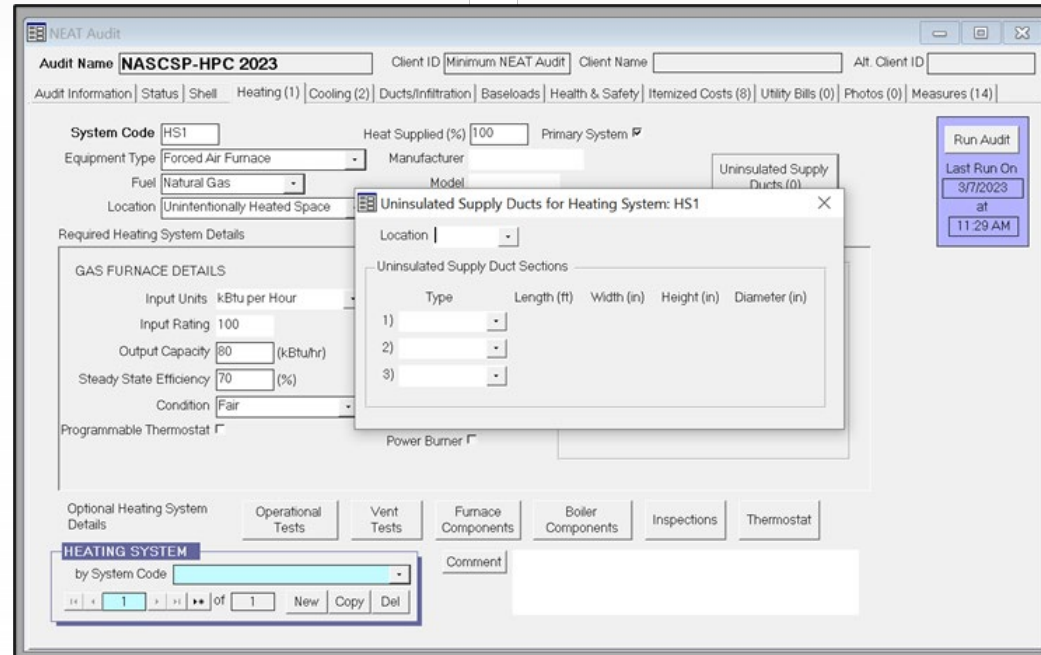 NEAT Audit
Audit Name NASCSP-HPC 2023 Client ID Minimum NEAT Audit Client Name Alt. Client ID
Audit Information Status Shell Heating (1) Cooling (2) Ducts/Infiltration Baseloads Health & Safety Itemized Costs (8) Utility Bills (0) Photos (0) Measures (14)
System Code HS1 Heat Supplied (%) 100 Primary System
Run Audit
Equipment Type Forced Air Furnace Manufacturer
Uninsulated Supply
Ducts (0)
Last Run On
Fuel Natural Gas Model
3/7/2023
Location Unintentionally Heated Space
at
11:29 AM
Uninsulated Supply Ducts for Heating System: HS1
Location
Uninsulated Supply Duct Sections
Type Length (ft) Width (in) Height (in) Diameter (in)
1)
2)
3)
Required Heating System Details
GAS FURNACE DETAILS
Input Units kBtu per Hour
Input Rating 100
Output Capacity 80 (kBtu/hr)
Steady State Efficiency 70 (%)
Condition Fair
Programmable Thermostat
Power Burner
Optional Heating System
Details
Operational
Tests
Vent
Tests
Furnace
Components
Boiler
Components
Inspections
Thermostat
HEATING SYSTEM
by System Code
1 of 1 New Copy Del
Comment